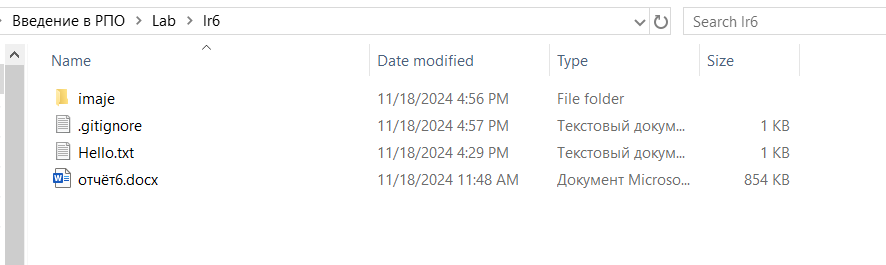 Введение в РПО > Lab > lr6 Search lr6
Name Date modified Type Size
imaje 11/18/2024 4:56 PM File folder
.gitignore 11/18/2024 4:57 PM Текстовый докум... 1 KB
Hello.txt 11/18/2024 4:29 PM Текстовый докум... 1 KB
отчёт6.docx 11/18/2024 11:48 AM Документ Microso... 854 KB